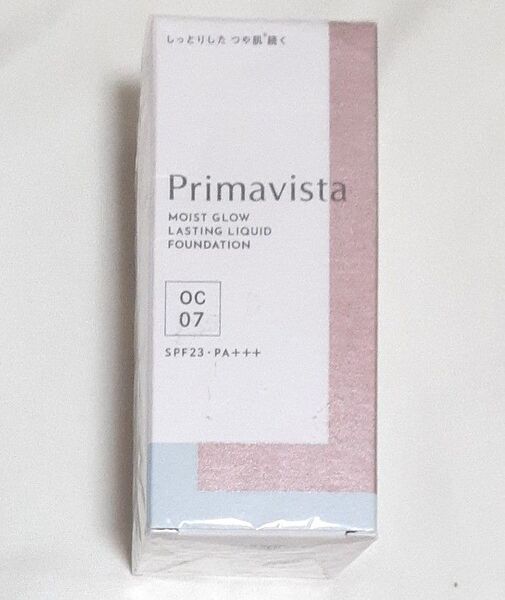 しっとりした つや肌*続く
Primavista
MOIST GLOW
LASTING LIQUID
FOUNDATION
OC
07
SPF23・PA+++